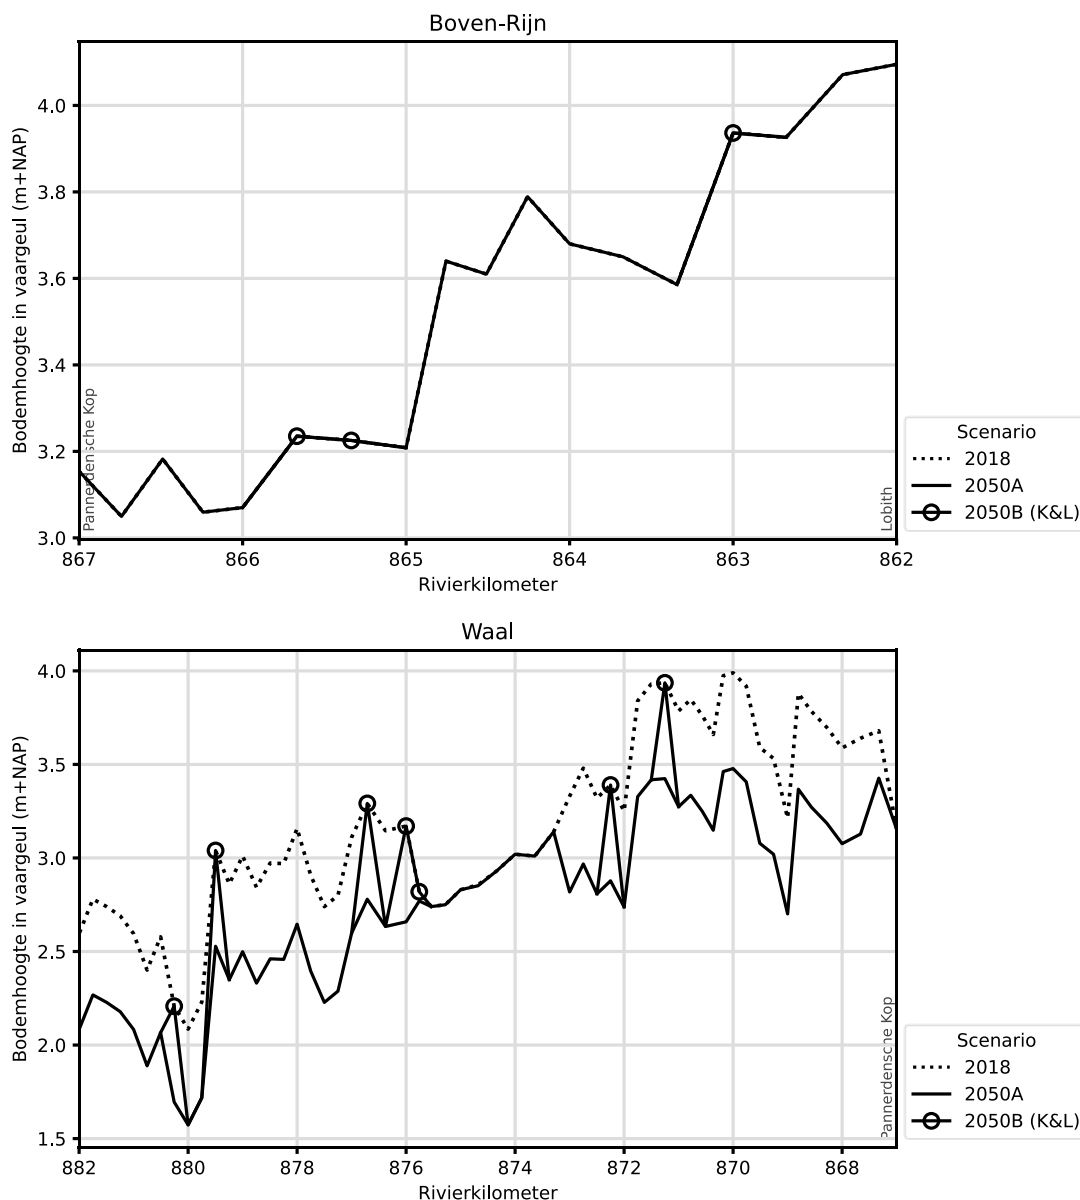 Boven-Rijn
Bodemhoogte in vaargeul (m+NAP)
4.0
3.8
3.6
3.4
3.2
3.0
Pannerdensche Kop
Lobith
867 866 865 864 863 862
Rivierkilometer
Scenario
2018
2050A
2050B (K&L)
Waal
Bodemhoogte in vaargeul (m+NAP)
4.0
3.5
3.0
2.5
2.0
1.5
Pannerdensche Kop
882 880 878 876 874 872 870 868
Rivierkilometer
Scenario
2018
2050A
2050B (K&L)